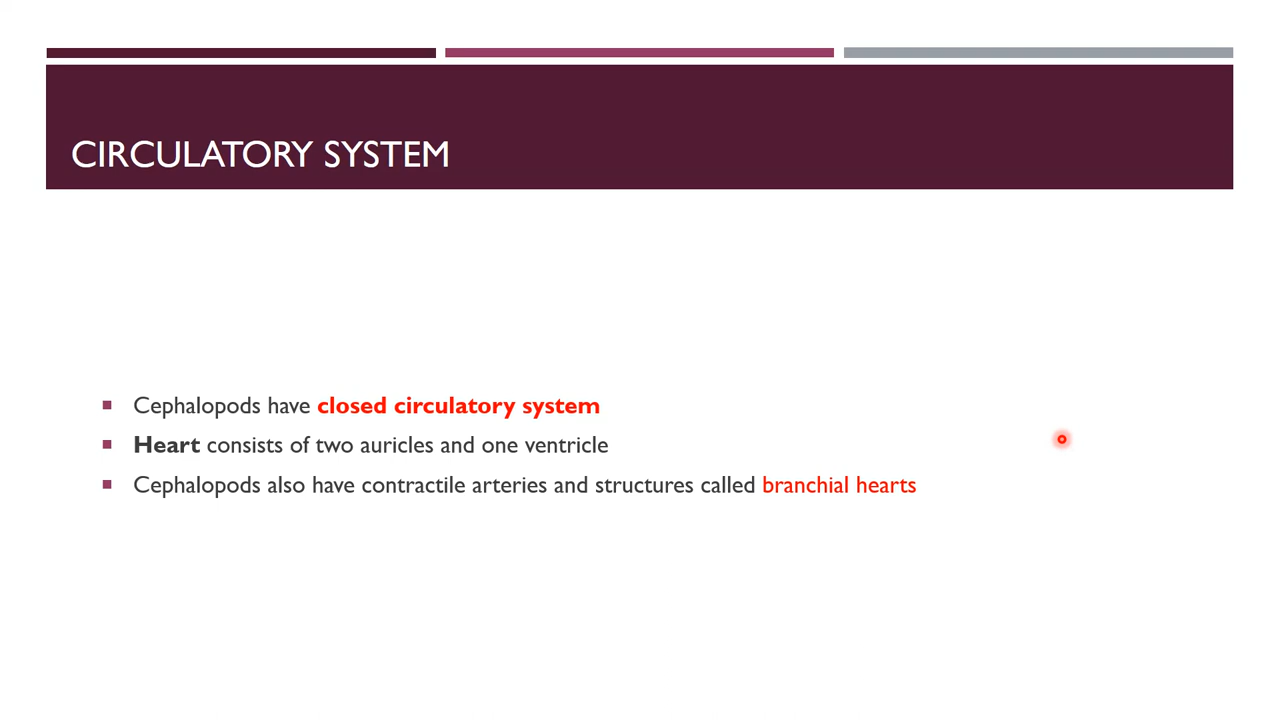 CIRCULATORY SYSTEM
Cephalopods have closed circulatory system
Heart consists of two auricles and one ventricle
Cephalopods also have contractile arteries and structures called branchial hearts